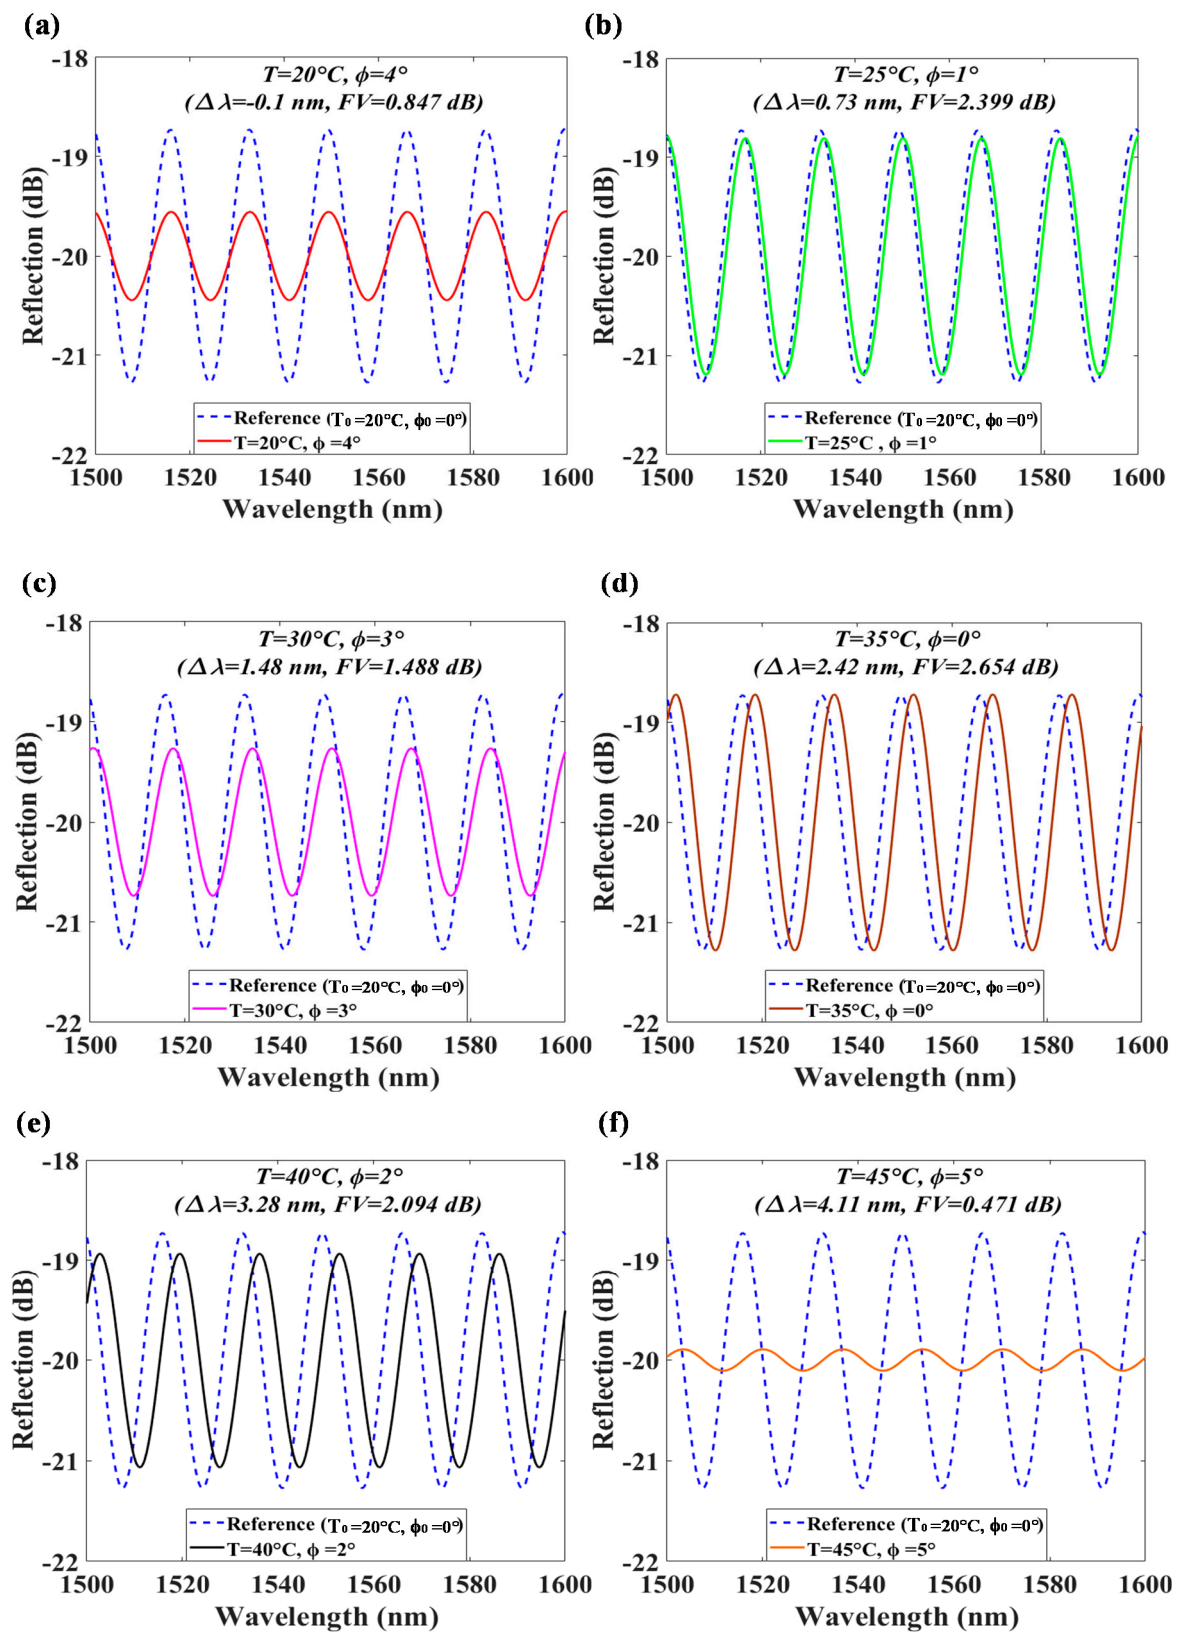 (a)
-18
T=20°C, ϕ=4°
(Δλ=-0.1 nm, FV=0.847 dB)
-19
-20
-21
-22
Reflection (dB)
Reference (T₀=20°C, ϕ₀=0°)
T=20°C, ϕ=4°
1500 1520 1540 1560 1580 1600
Wavelength (nm)
(b)
-18
T=25°C, ϕ=1°
(Δλ=0.73 nm, FV=2.399 dB)
-19
-20
-21
-22
Reflection (dB)
Reference (T₀=20°C, ϕ₀=0°)
T=25°C , ϕ=1°
1500 1520 1540 1560 1580 1600
Wavelength (nm)
(c)
-18
T=30°C, ϕ=3°
(Δλ=1.48 nm, FV=1.488 dB)
-19
-20
-21
-22
Reflection (dB)
Reference (T₀=20°C, ϕ₀=0°)
T=30°C, ϕ=3°
1500 1520 1540 1560 1580 1600
Wavelength (nm)
(d)
-18
T=35°C, ϕ=0°
(Δλ=2.42 nm, FV=2.654 dB)
-19
-20
-21
-22
Reflection (dB)
Reference (T₀=20°C, ϕ₀=0°)
T=35°C, ϕ=0°
1500 1520 1540 1560 1580 1600
Wavelength (nm)
(e)
-18
T=40°C, ϕ=2°
(Δλ=3.28 nm, FV=2.094 dB)
-19
-20
-21
-22
Reflection (dB)
Reference (T₀=20°C, ϕ₀=0°)
T=40°C, ϕ=2°
1500 1520 1540 1560 1580 1600
Wavelength (nm)
(f)
-18
T=45°C, ϕ=5°
(Δλ=4.11 nm, FV=0.471 dB)
-19
-20
-21
-22
Reflection (dB)
Reference (T₀=20°C, ϕ₀=0°)
T=45°C, ϕ=5°
1500 1520 1540 1560 1580 1600
Wavelength (nm)